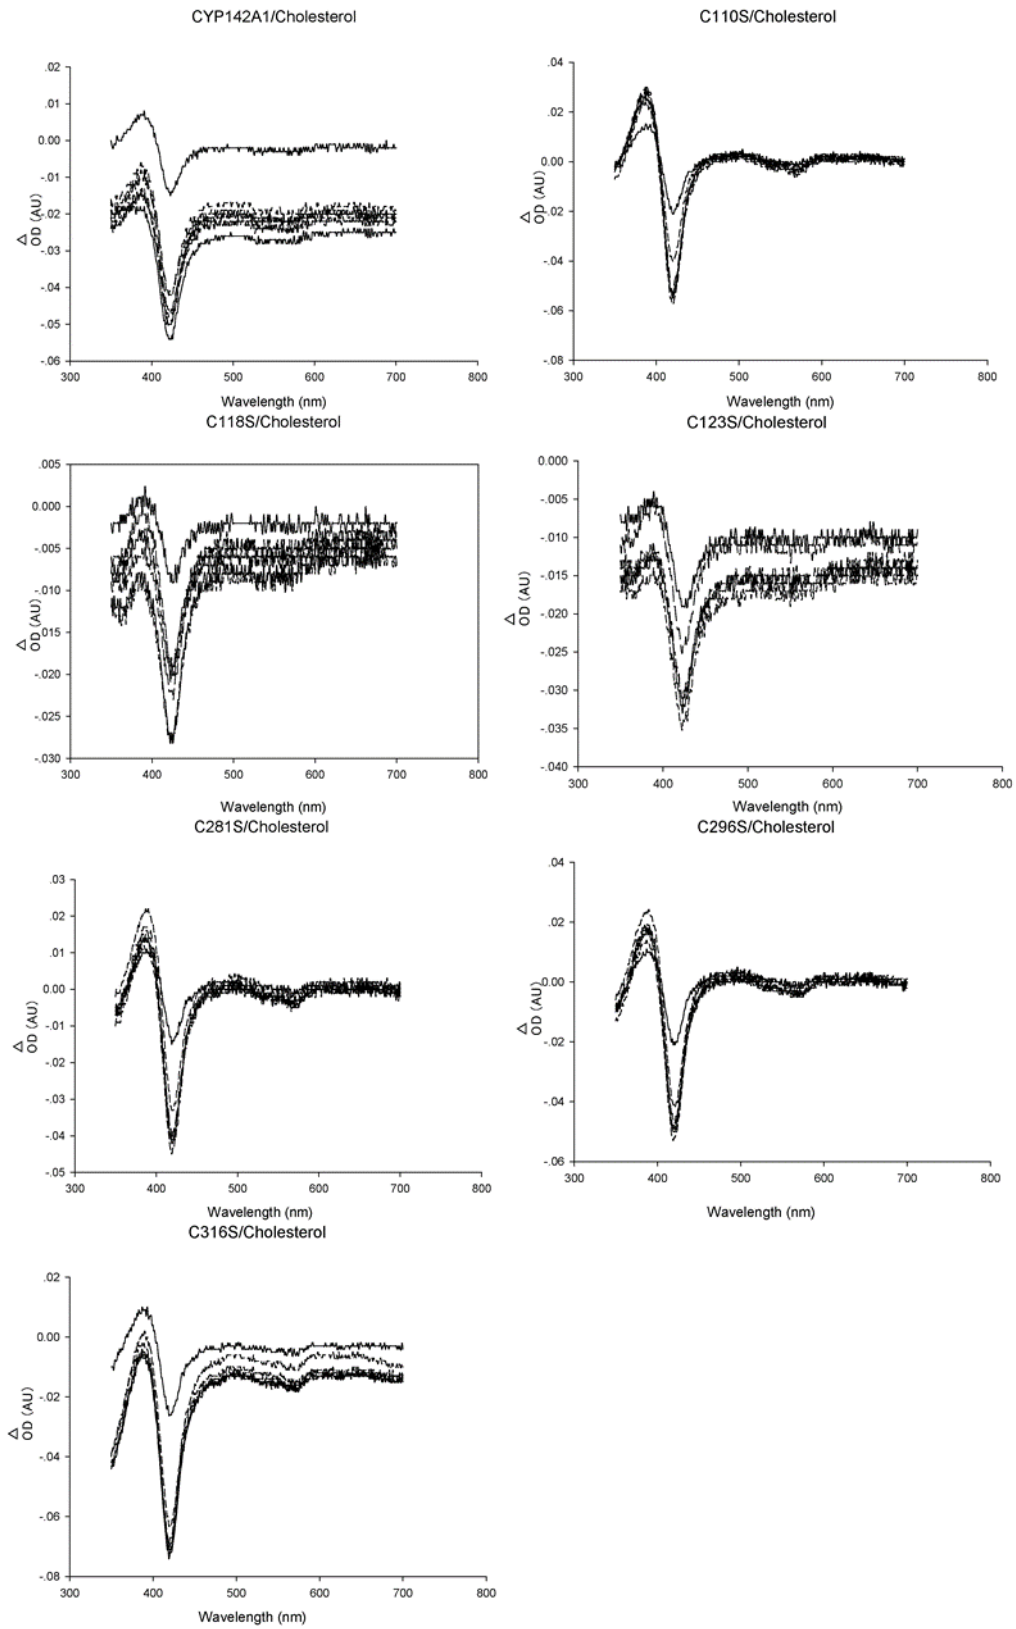 CYP142A1/Cholesterol
.02
.01
0.00
-.01
-.02
-.03
-.04
-.05
-.06
Δ OD (AU)
300 400 500 600 700 800
Wavelength (nm)
C110S/Cholesterol
.04
.02
0.00
-.02
-.04
-.06
-.08
Δ OD (AU)
300 400 500 600 700 800
Wavelength (nm)
C118S/Cholesterol
.005
0.000
-.005
-.010
-.015
-.020
-.025
-.030
Δ OD (AU)
300 400 500 600 700 800
Wavelength (nm)
C123S/Cholesterol
0.000
-.005
-.010
-.015
-.020
-.025
-.030
-.035
-.040
Δ OD (AU)
300 400 500 600 700 800
Wavelength (nm)
C281S/Cholesterol
.03
.02
.01
0.00
-.01
-.02
-.03
-.04
-.05
Δ OD (AU)
300 400 500 600 700 800
Wavelength (nm)
C296S/Cholesterol
.04
.02
0.00
-.02
-.04
-.06
Δ OD (AU)
300 400 500 600 700 800
Wavelength (nm)
C316S/Cholesterol
.02
0.00
-.02
-.04
-.06
-.08
Δ OD (AU)
300 400 500 600 700 800
Wavelength (nm)